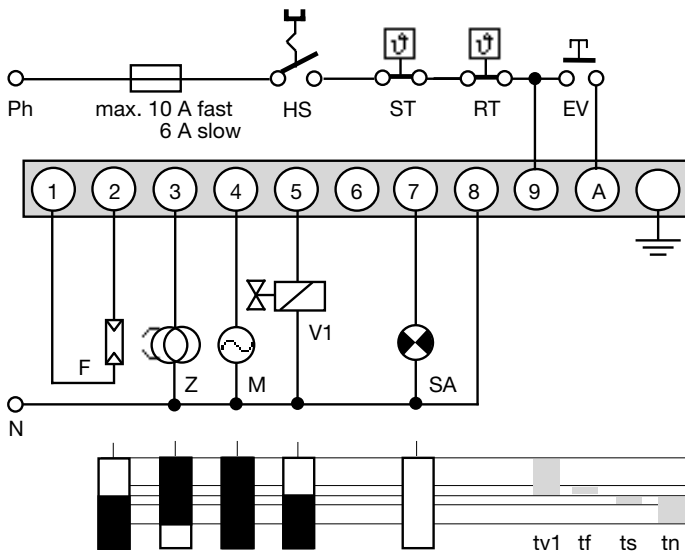 Ph max. 10 A fast HS ST RT EV
6 A slow
1 2 3 4 5 6 7 8 9 A
F Z M V1 SA
N
tv1 tf ts tn